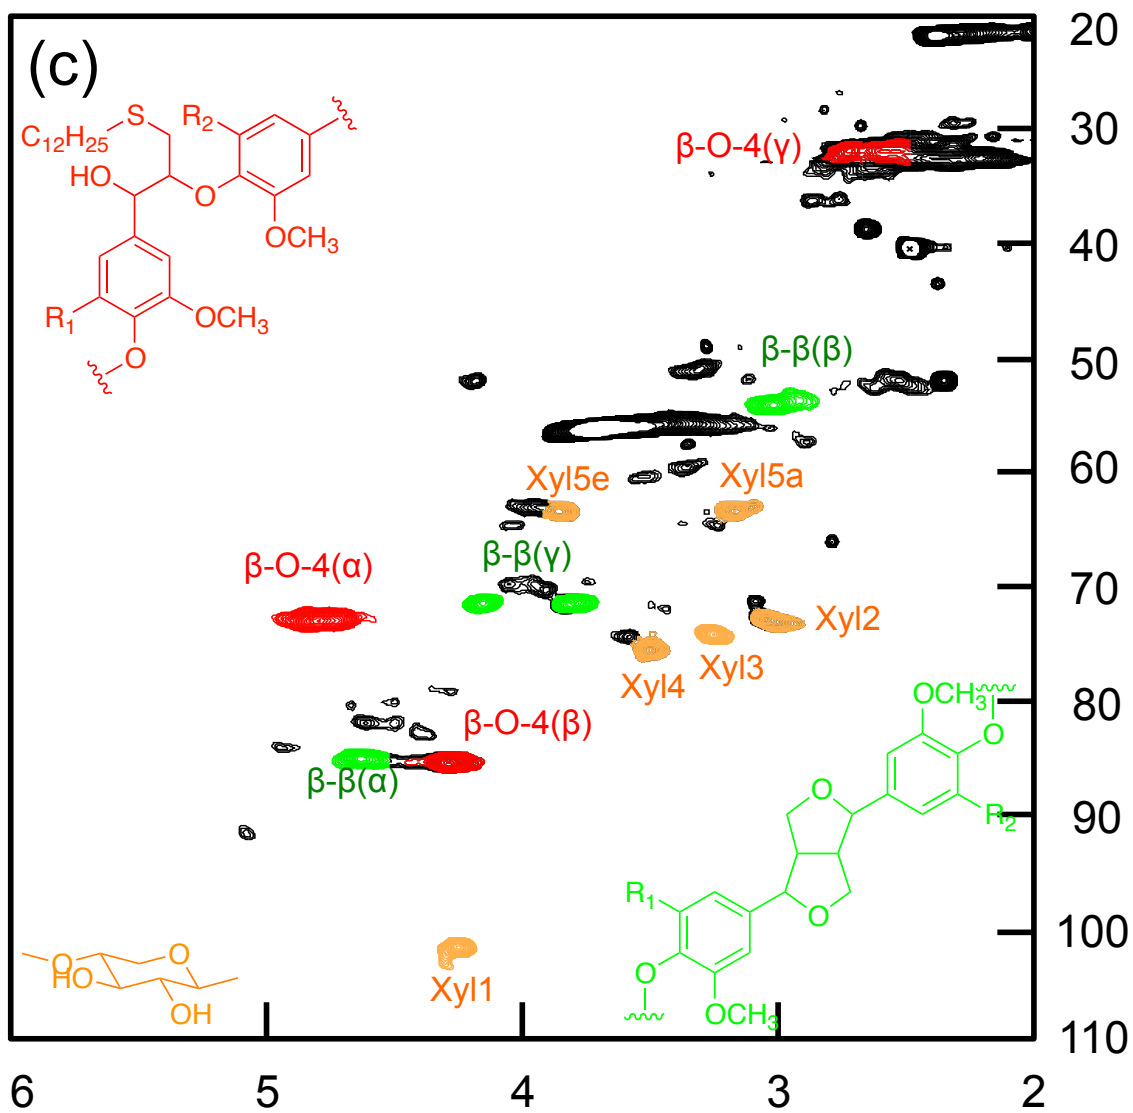 (c)
20
30
40
50
60
70
80
90
100
110
S
R2
C12H25
HO
O
OCH3
R1
OCH3
O
β-O-4(γ)
β-β(β)
Xyl5e
Xyl5a
β-β(γ)
β-O-4(α)
Xyl2
Xyl3
Xyl4
β-O-4(β)
β-β(α)
OCH3
O
O
R2
R1
O
O
OCH3
O
O
HO
OH
Xyl1
6
5
4
3
2